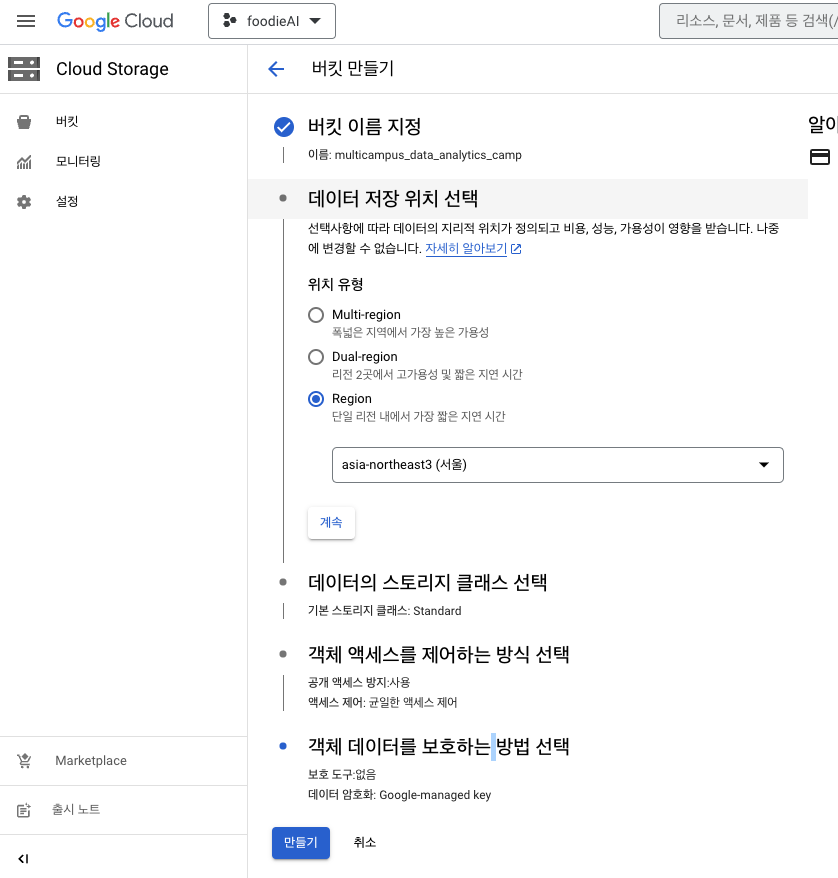 Google Cloud
foodieAI
리소스, 문서, 제품 등 검색(/
Cloud Storage
버킷 만들기
버킷
모니터링
설정
버킷 이름 지정
알아
이름: multicampus_data_analytics_camp
데이터 저장 위치 선택
선택사항에 따라 데이터의 지리적 위치가 정의되고 비용, 성능, 가용성이 영향을 받습니다. 나중
에 변경할 수 없습니다. 자세히 알아보기
위치 유형
Multi-region
폭넓은 지역에서 가장 높은 가용성
Dual-region
리전 2곳에서 고가용성 및 짧은 지연 시간
Region
단일 리전 내에서 가장 짧은 지연 시간
asia-northeast3 (서울)
계속
데이터의 스토리지 클래스 선택
기본 스토리지 클래스: Standard
객체 액세스를 제어하는 방식 선택
공개 액세스 방지:사용
액세스 제어: 균일한 액세스 제어
객체 데이터를 보호하는 방법 선택
보호 도구:없음
데이터 암호화: Google-managed key
만들기
취소
Marketplace
출시 노트